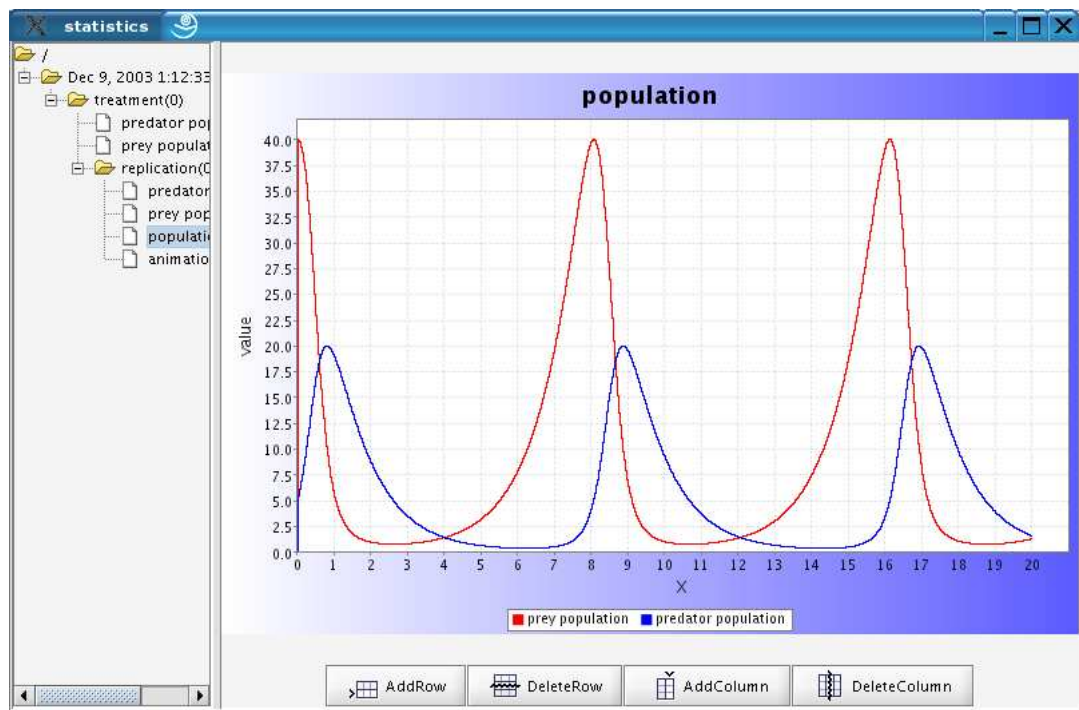 statistics
/
Dec 9, 2003 1:12:33
treatment(0)
predator pop
prey populat
replication(0
predator
prey pop
populati
animatio
population
40.0
37.5
35.0
32.5
30.0
27.5
25.0
22.5
20.0
17.5
15.0
12.5
10.0
7.5
5.0
2.5
0.0
value
0 1 2 3 4 5 6 7 8 9 10 11 12 13 14 15 16 17 18 19 20
X
prey population predator population
AddRow DeleteRow AddColumn DeleteColumn